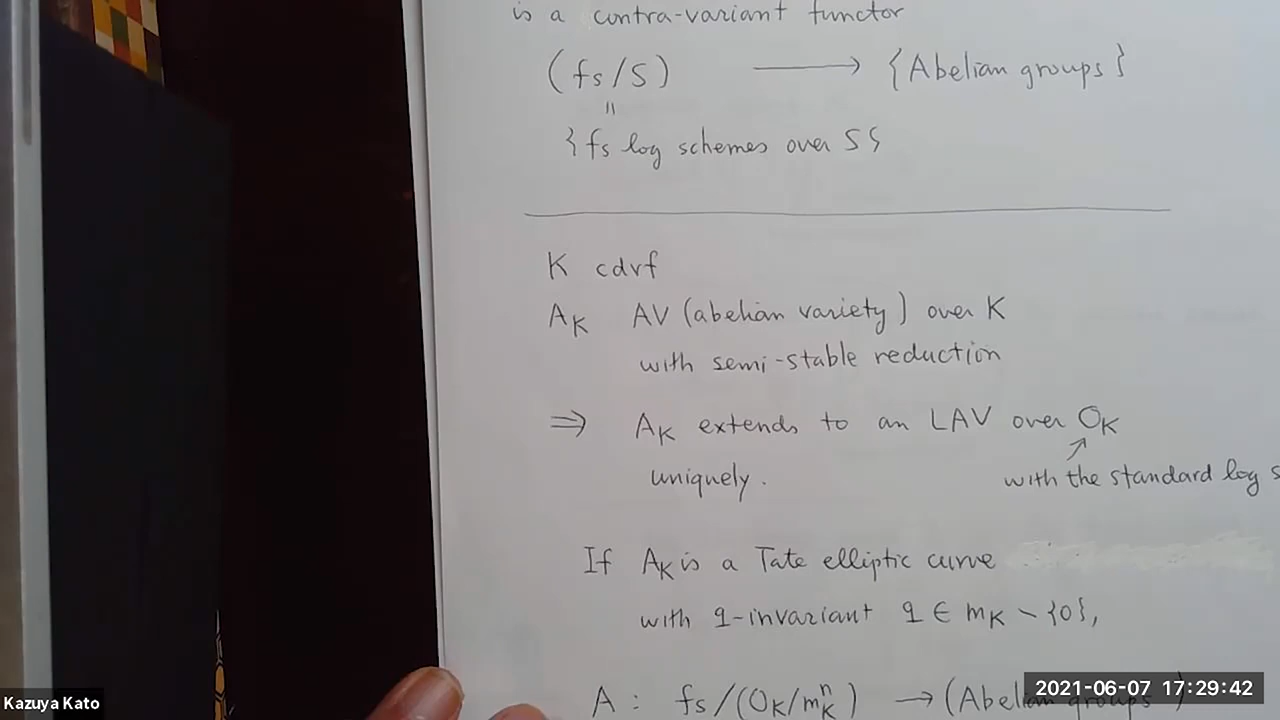 is a contra-variant functor
(fs/S) ⟶ {Abelian groups}
=
{fs log schemes over S}
K cdvf
A_K AV (abelian variety) over K
with semi-stable reduction
⇒ A_K extends to an LAV over O_K
uniquely.
↗
with the standard log s
If A_K is a Tate elliptic curve
with q-invariant q ∈ m_K ∖ {0},
A : fs/(O_K/m_K^n) → (Abelian groups)
2021-06-07 17:29:42
Kazuya Kato